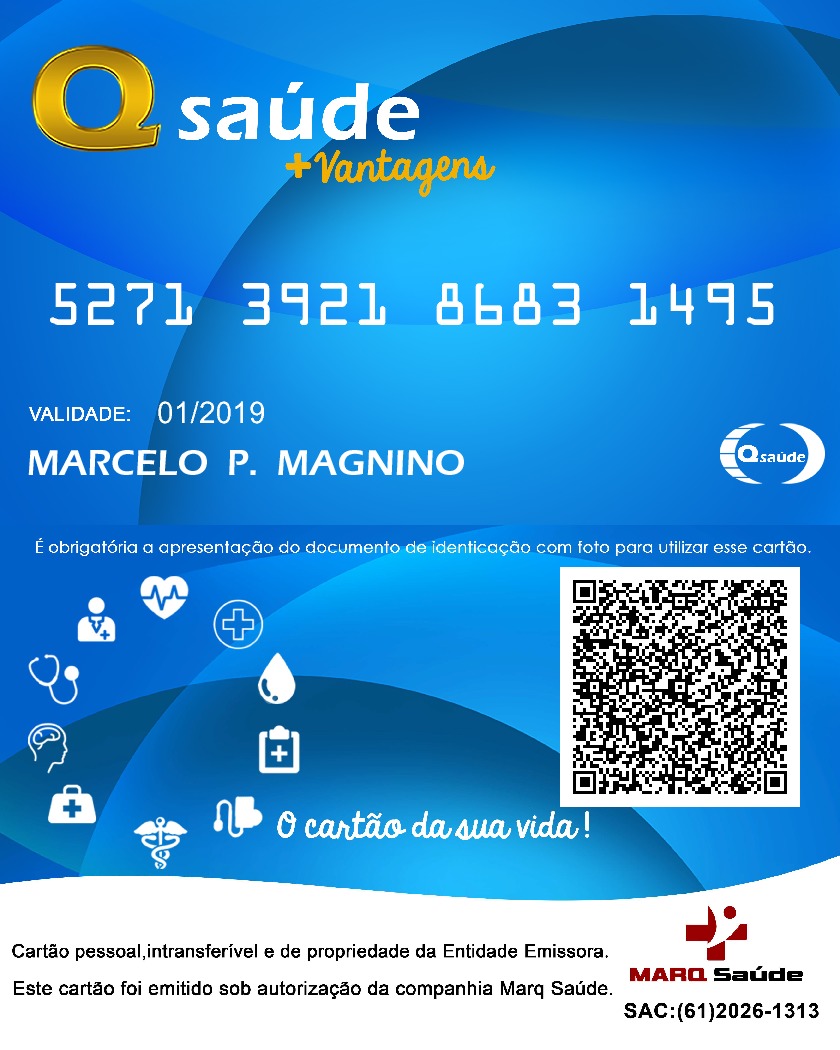 Q saúde
+Vantagens
5271 3921 8683 1495
VALIDADE: 01/2019
MARCELO P. MAGNINO
Qsaúde
É obrigatória a apresentação do documento de identicação com foto para utilizar esse cartão.
O cartão da sua vida!
Cartão pessoal,intransferível e de propriedade da Entidade Emissora.
Este cartão foi emitido sob autorização da companhia Marq Saúde.
MARQ Saúde
SAC:(61)2026-1313